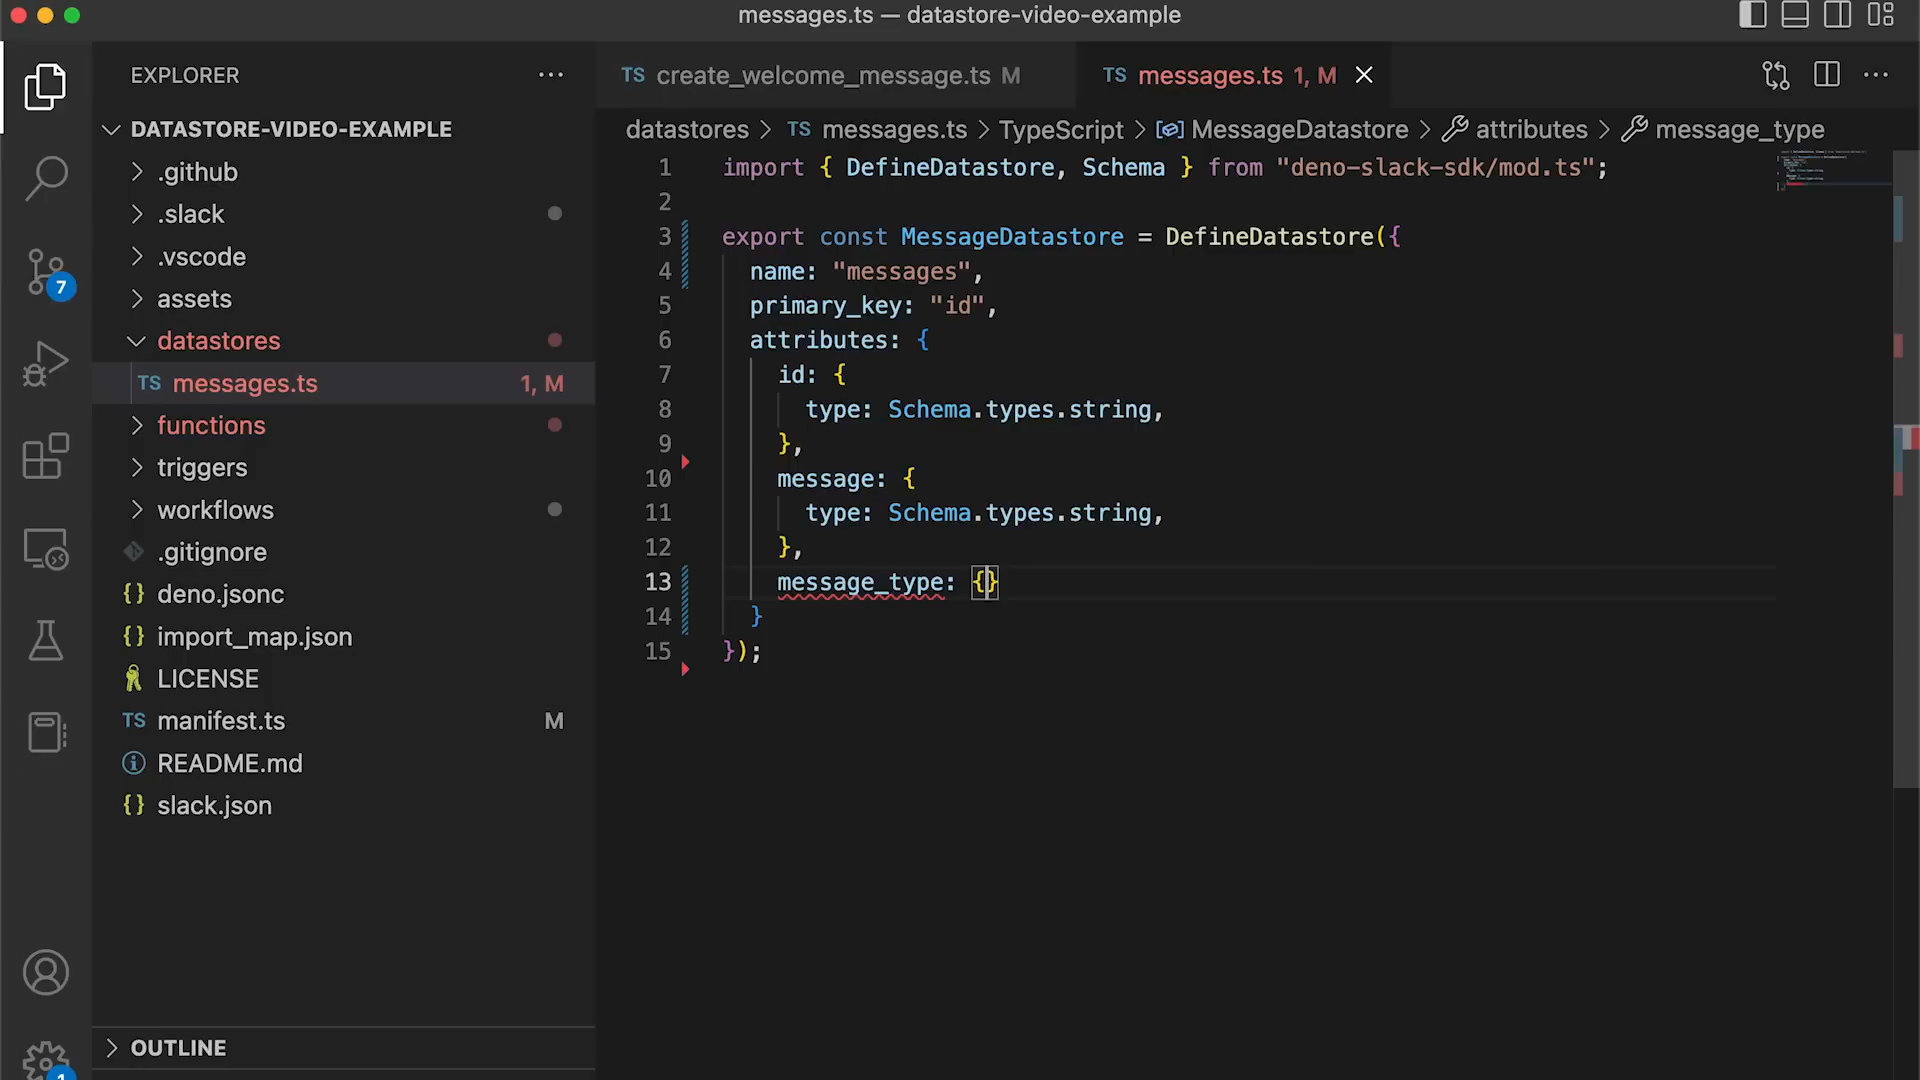 messages.ts — datastore-video-example
EXPLORER
DATASTORE-VIDEO-EXAMPLE
.github
.slack
.vscode
assets
datastores
TS messages.ts 1, M
functions
triggers
workflows
.gitignore
{} deno.jsonc
{} import_map.json
LICENSE
TS manifest.ts M
README.md
{} slack.json
OUTLINE
7
1
TS create_welcome_message.ts M
TS messages.ts 1, M
datastores > TS messages.ts > TypeScript > MessageDatastore > attributes > message_type
1 import { DefineDatastore, Schema } from "deno-slack-sdk/mod.ts";
2
3 export const MessageDatastore = DefineDatastore({
4 name: "messages",
5 primary_key: "id",
6 attributes: {
7 id: {
8 type: Schema.types.string,
9 },
10 message: {
11 type: Schema.types.string,
12 },
13 message_type: {}
14 }
15 });